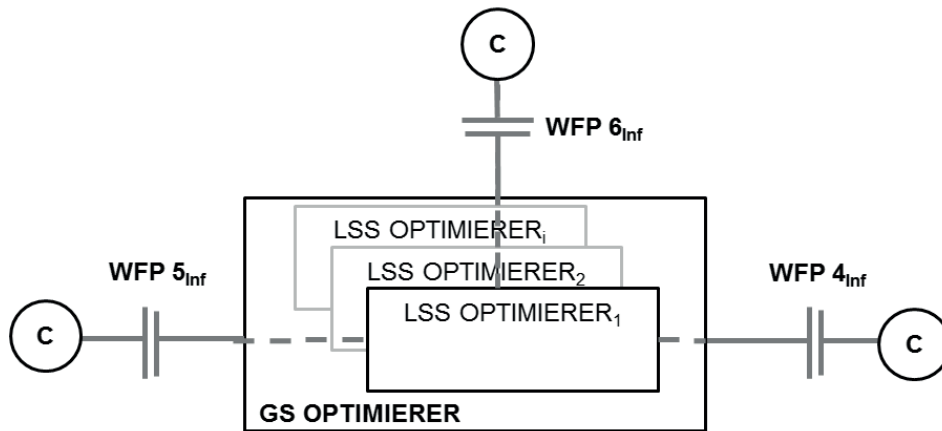 C
WFP 6Inf
LSS OPTIMIERERi
WFP 5Inf
LSS OPTIMIERER2
WFP 4Inf
LSS OPTIMIERER1
C
C
GS OPTIMIERER